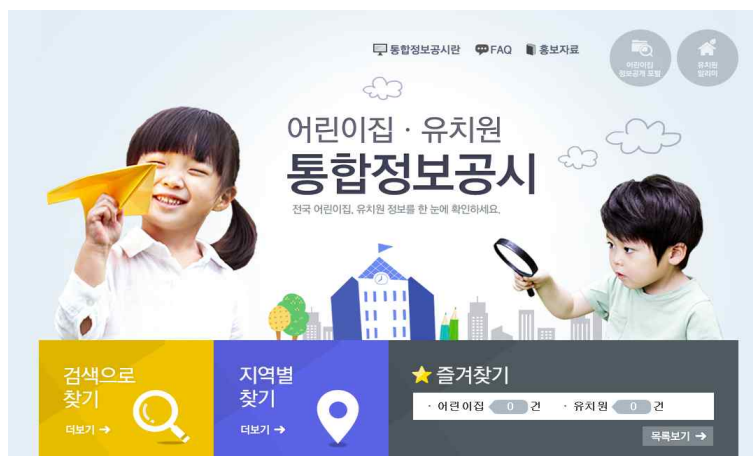 통합정보공시란 FAQ 홍보자료
어린이집
정보공개 포털
유치원
알리미
어린이집 · 유치원
통합정보공시
전국 어린이집, 유치원 정보를 한 눈에 확인하세요.
검색으로
찾기
더보기 →
지역별
찾기
더보기 →
즐겨찾기
· 어린이집 0 건 · 유치원 0 건
목록보기 →